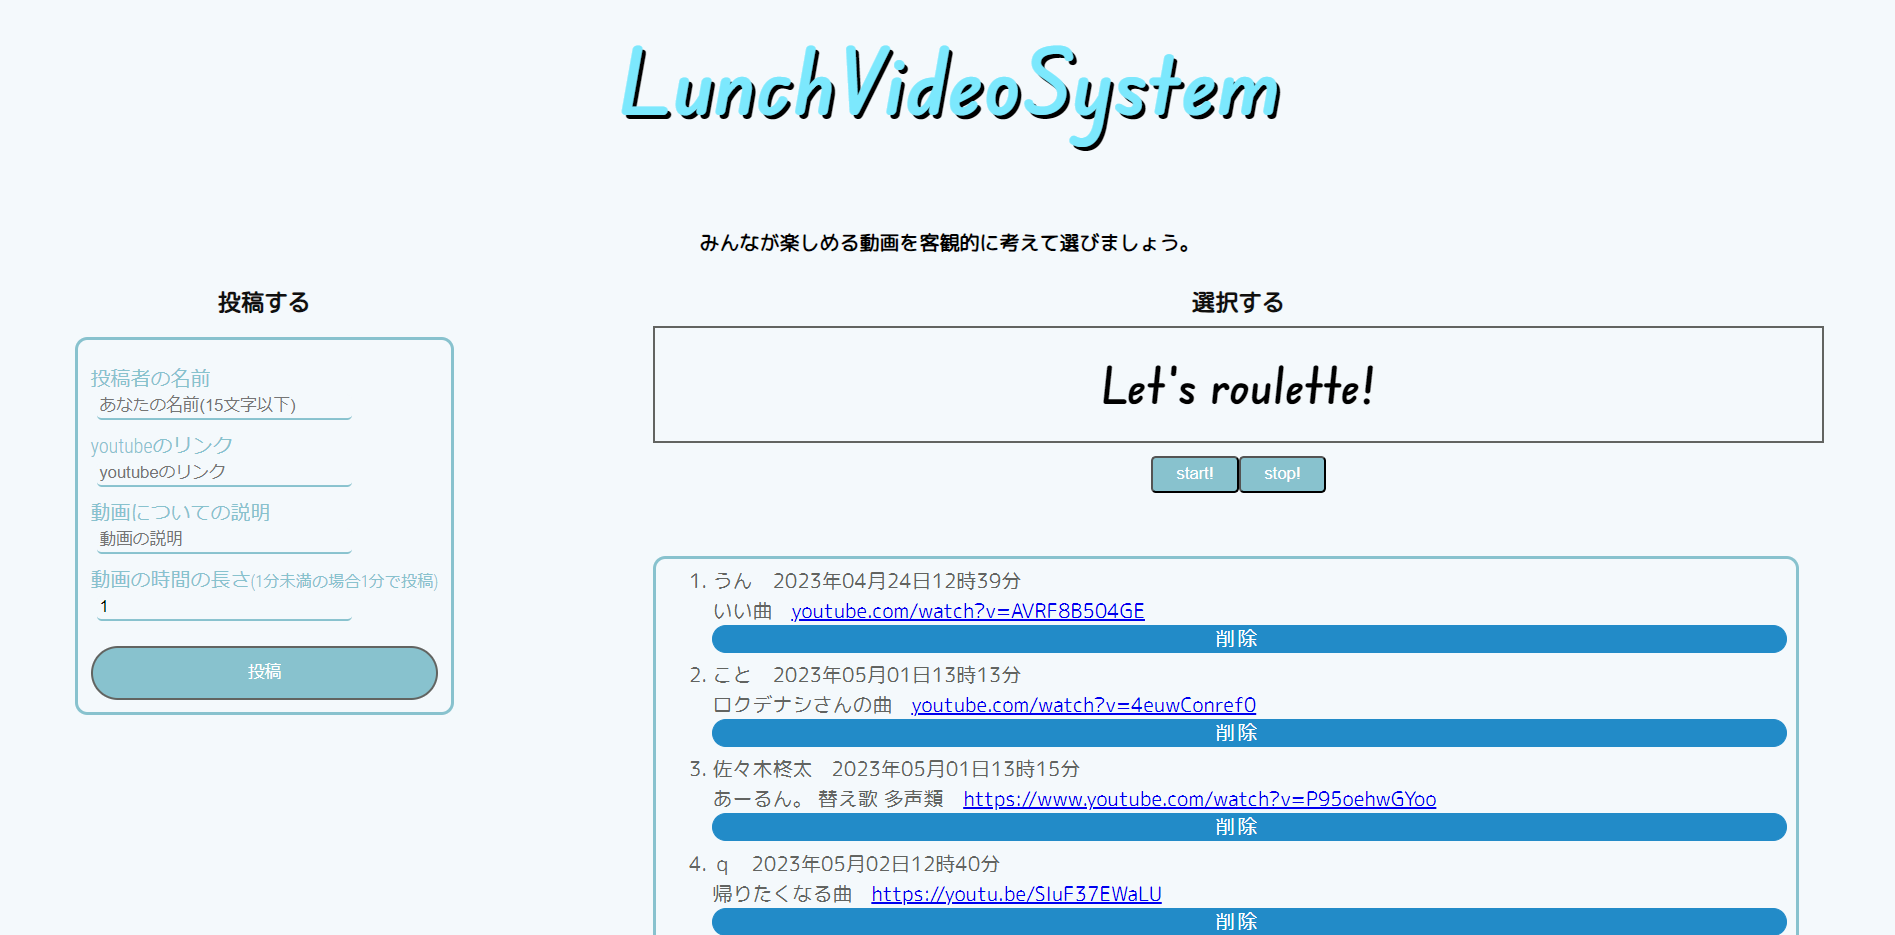 LunchVideoSystem
みんなが楽しめる動画を客観的に考えて選びましょう。
投稿する
投稿者の名前
あなたの名前(15文字以下)
youtubeのリンク
youtubeのリンク
動画についての説明
動画の説明
動画の時間の長さ(1分未満の場合1分で投稿)
1
投稿
選択する
Let's roulette!
start! stop!
1. うん　2023年04月24日12時39分
いい曲　youtube.com/watch?v=AVRF8B504GE
削除
2. こと　2023年05月01日13時13分
ロクデナシさんの曲　youtube.com/watch?v=4euwConref0
削除
3. 佐々木柊太　2023年05月01日13時15分
あーるん。 替え歌 多声類　https://www.youtube.com/watch?v=P95oehwGYoo
削除
4. ｑ　2023年05月02日12時40分
帰りたくなる曲　https://youtu.be/SIuF37EWaLU
削除